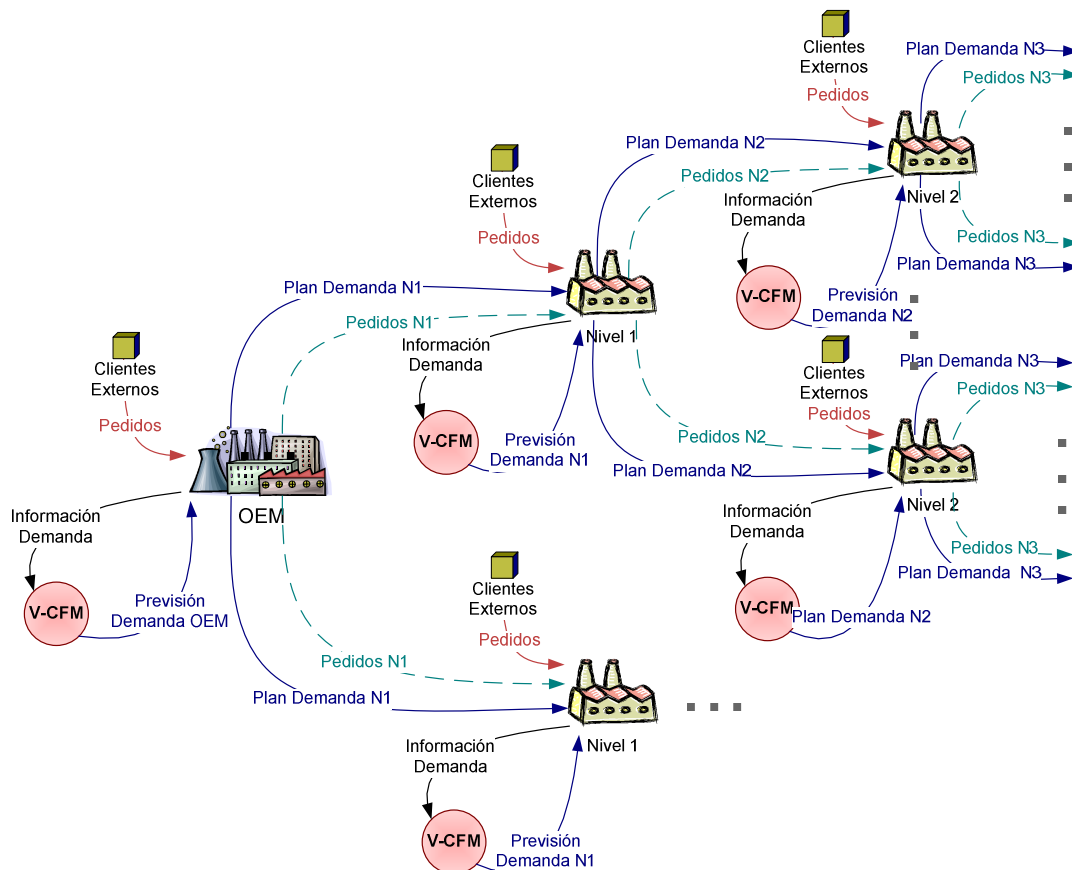 Clientes
Externos
Pedidos
OEM
Información
Demanda
V-CFM
Previsión
Demanda OEM
Plan Demanda N1
Pedidos N1
Pedidos N1
Plan Demanda N1
Clientes
Externos
Pedidos
Nivel 1
Información
Demanda
V-CFM
Previsión
Demanda N1
Plan Demanda N2
Pedidos N2
Pedidos N2
Plan Demanda N2
Clientes
Externos
Pedidos
Nivel 1
Información
Demanda
V-CFM
Previsión
Demanda N1
Clientes
Externos
Pedidos
Nivel 2
Información
Demanda
V-CFM
Previsión
Demanda N2
Plan Demanda N3
Pedidos N3
Pedidos N3
Plan Demanda N3
Clientes
Externos
Pedidos
Nivel 2
Información
Demanda
V-CFM
Plan Demanda N2
Plan Demanda N3
Pedidos N3
Pedidos N3
Plan Demanda N3